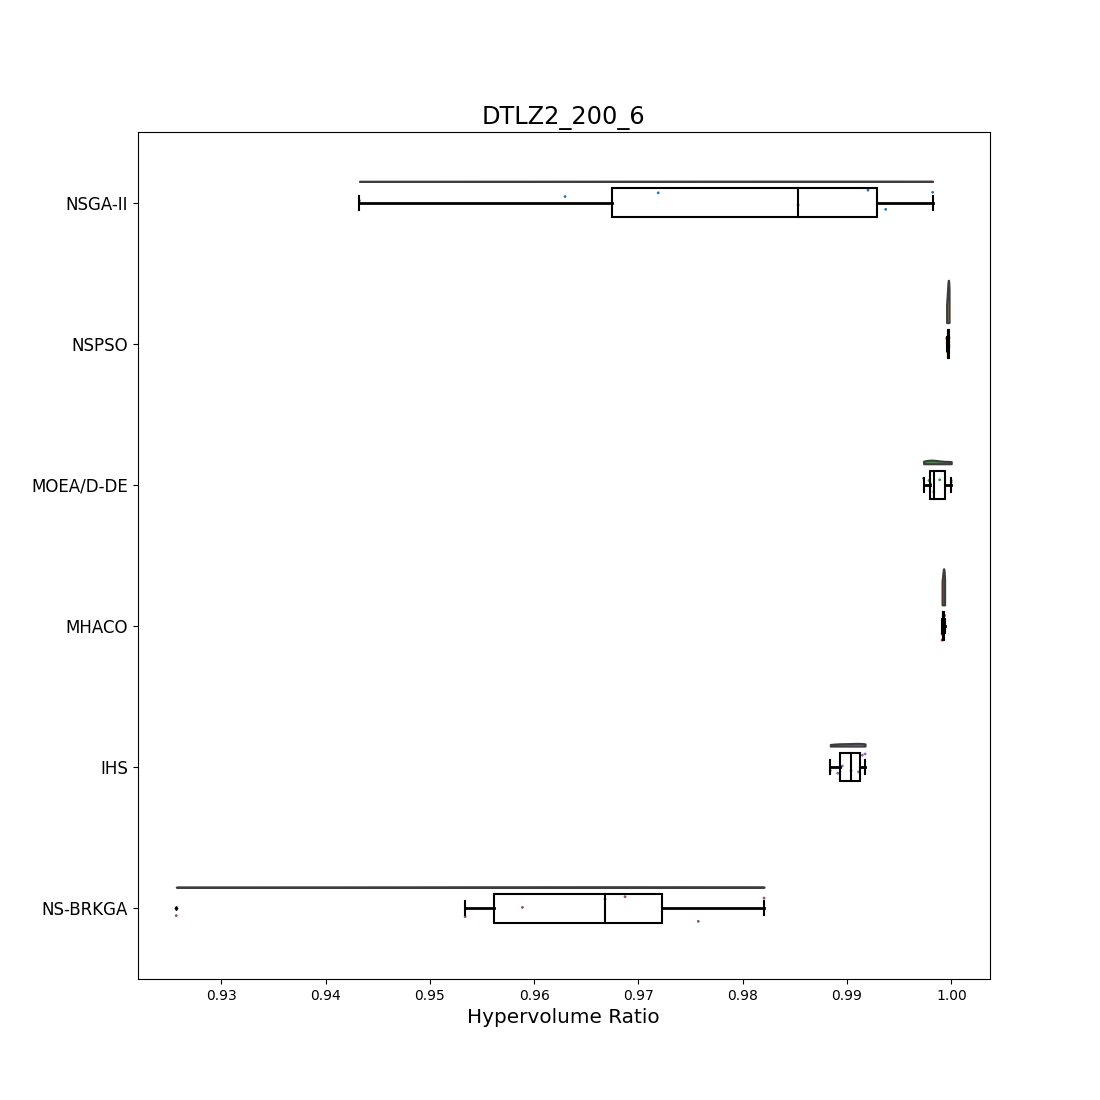 DTLZ2_200_6
NSGA-II
NSPSO
MOEA/D-DE
MHACO
IHS
NS-BRKGA
0.93 0.94 0.95 0.96 0.97 0.98 0.99 1.00
Hypervolume Ratio